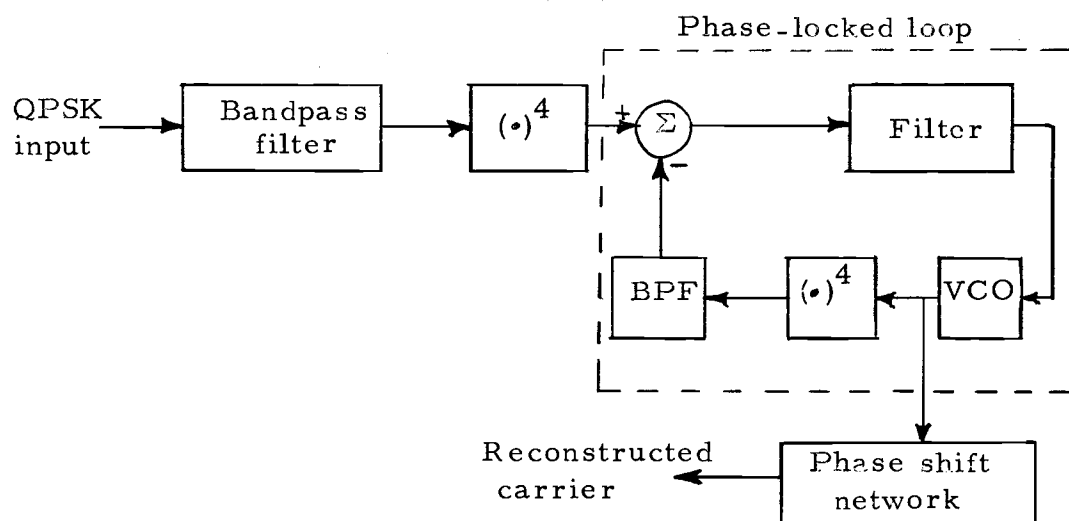 Phase-locked loop
QPSK
input
Bandpass
filter
(•)⁴
+
Σ
-
Filter
BPF
(•)⁴
VCO
Reconstructed
carrier
Phase shift
network